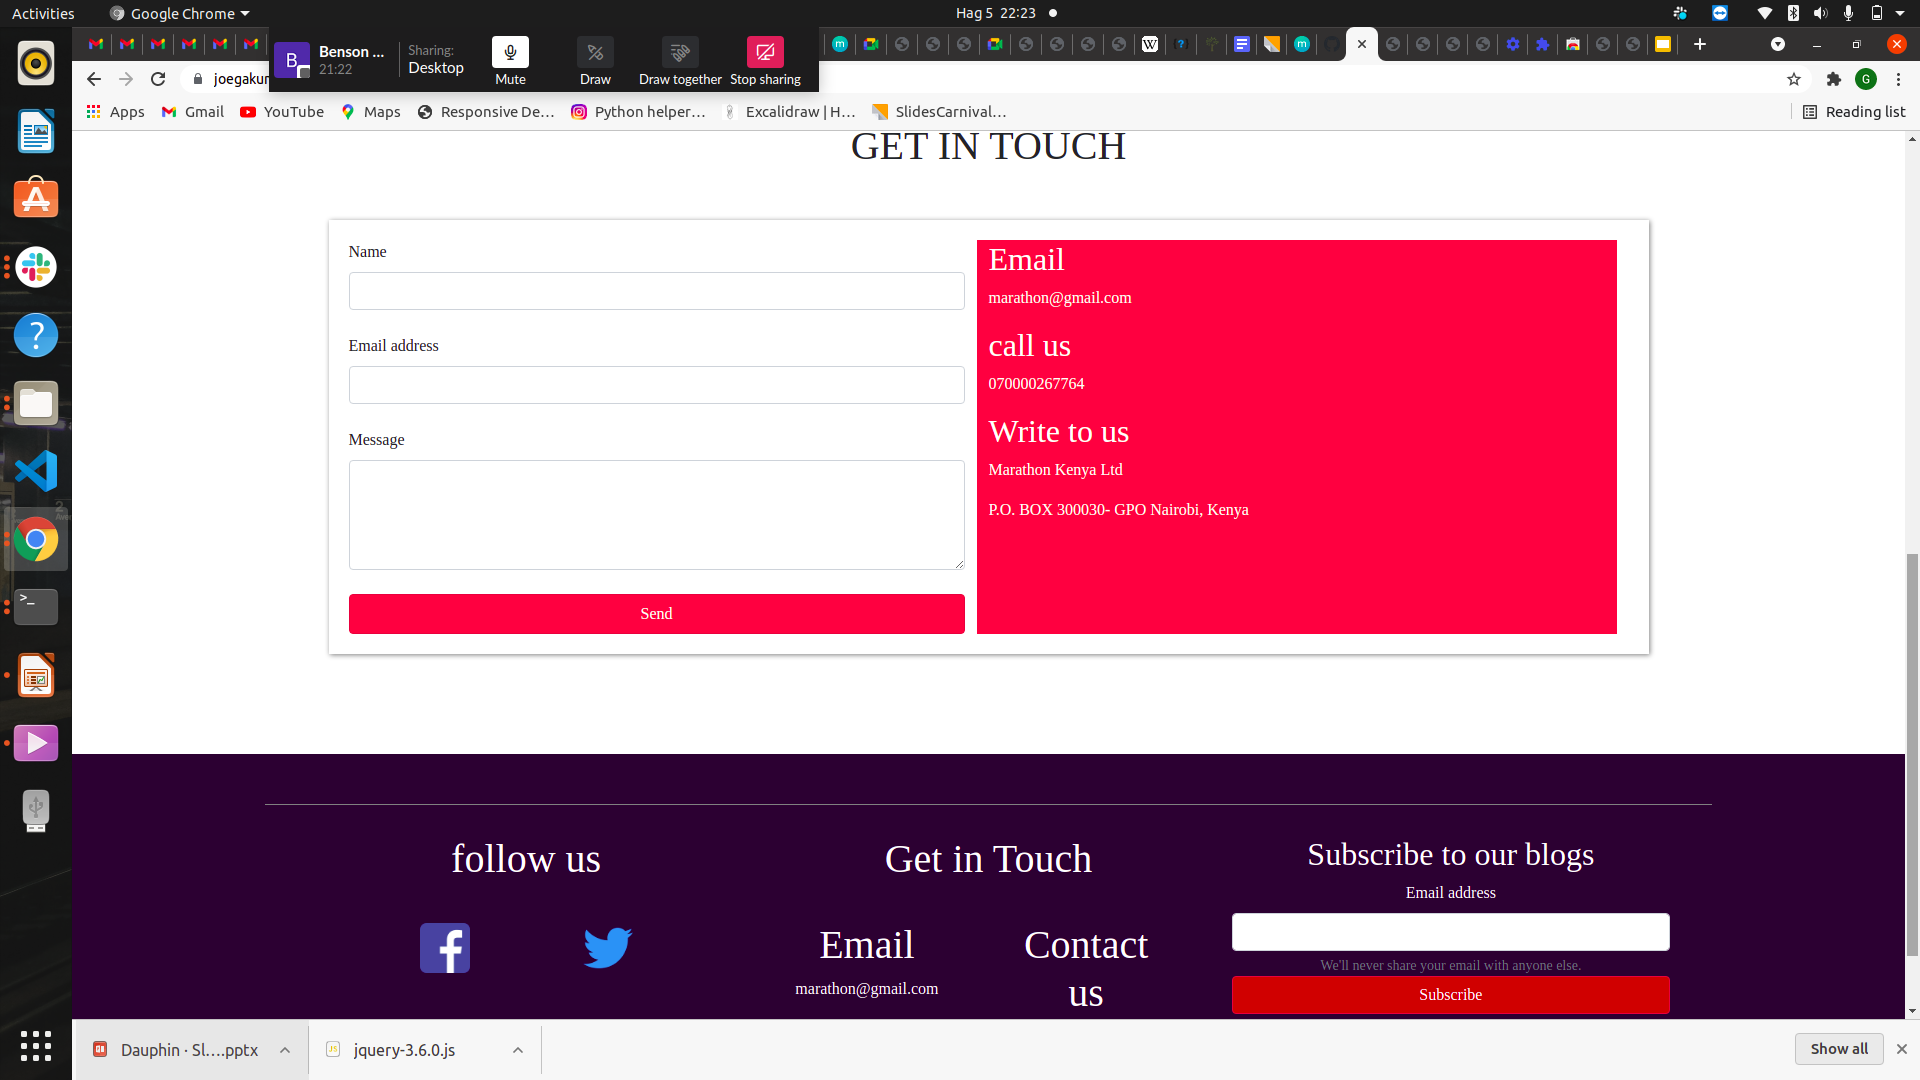 Activities
Google Chrome
Hag 5 22:23
B
Benson ...
21:22
Sharing:
Desktop
Mute
Draw
Draw together
Stop sharing
joegakur
G
Apps
Gmail
YouTube
Maps
Responsive De...
Python helper...
Excalidraw | H...
SlidesCarnival...
Reading list
GET IN TOUCH
Name
Email address
Message
Send
Email
marathon@gmail.com
call us
070000267764
Write to us
Marathon Kenya Ltd
P.O. BOX 300030- GPO Nairobi, Kenya
follow us
Get in Touch
Email
marathon@gmail.com
Contact
us
Subscribe to our blogs
Email address
We'll never share your email with anyone else.
Subscribe
Dauphin · Sl….pptx
jquery-3.6.0.js
Show all